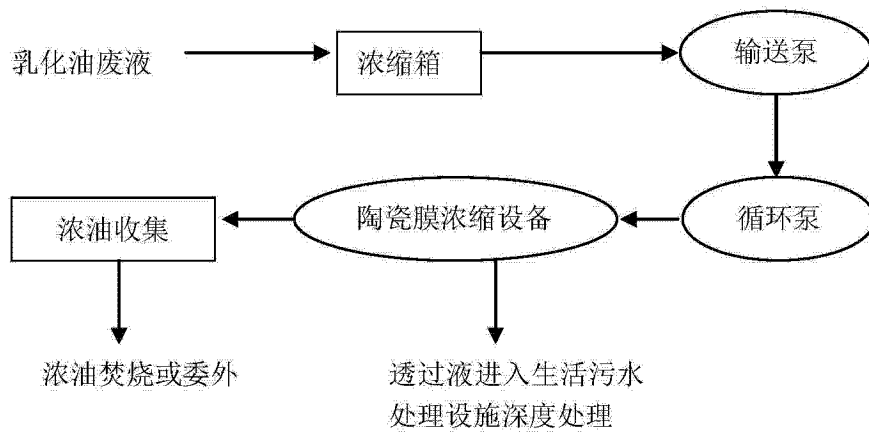 乳化油废液
浓缩箱
输送泵
循环泵
陶瓷膜浓缩设备
浓油收集
浓油焚烧或委外
透过液进入生活污水
处理设施深度处理